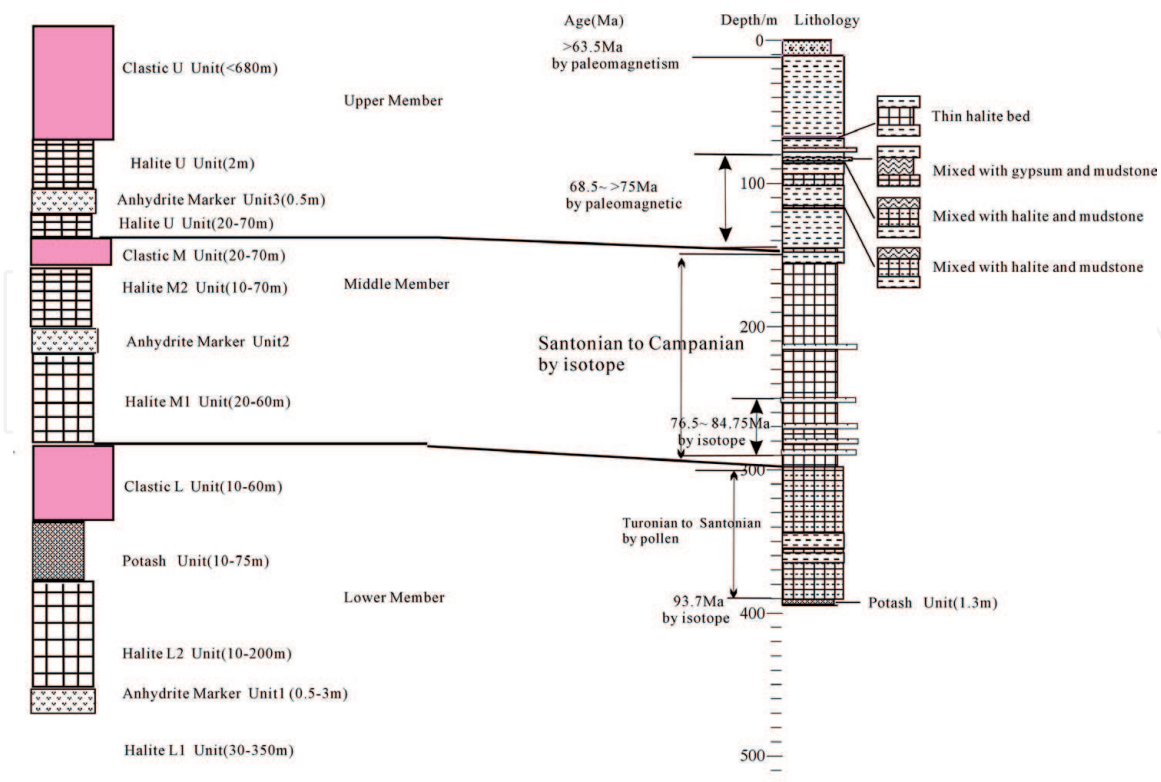 Age(Ma) Depth/m Lithology
>63.5Ma
by paleomagnetism
0
Clastic U Unit(<680m)
Upper Member
Thin halite bed
Halite U Unit(2m)
Mixed with gypsum and mudstone
68.5~ >75Ma
by paleomagnetic
100
Anhydrite Marker Unit3(0.5m)
Mixed with halite and mudstone
Halite U Unit(20-70m)
Clastic M Unit(20-70m)
Mixed with halite and mudstone
Halite M2 Unit(10-70m)
Middle Member
200
Anhydrite Marker Unit2
Santonian to Campanian
by isotope
Halite M1 Unit(20-60m)
76.5~ 84.75Ma
by isotope
300
Clastic L Unit(10-60m)
Turonian to Santonian
by pollen
Potash Unit(10-75m)
Lower Member
93.7Ma
by isotope
400
Potash Unit(1.3m)
Halite L2 Unit(10-200m)
Anhydrite Marker Unit1 (0.5-3m)
Halite L1 Unit(30-350m)
500